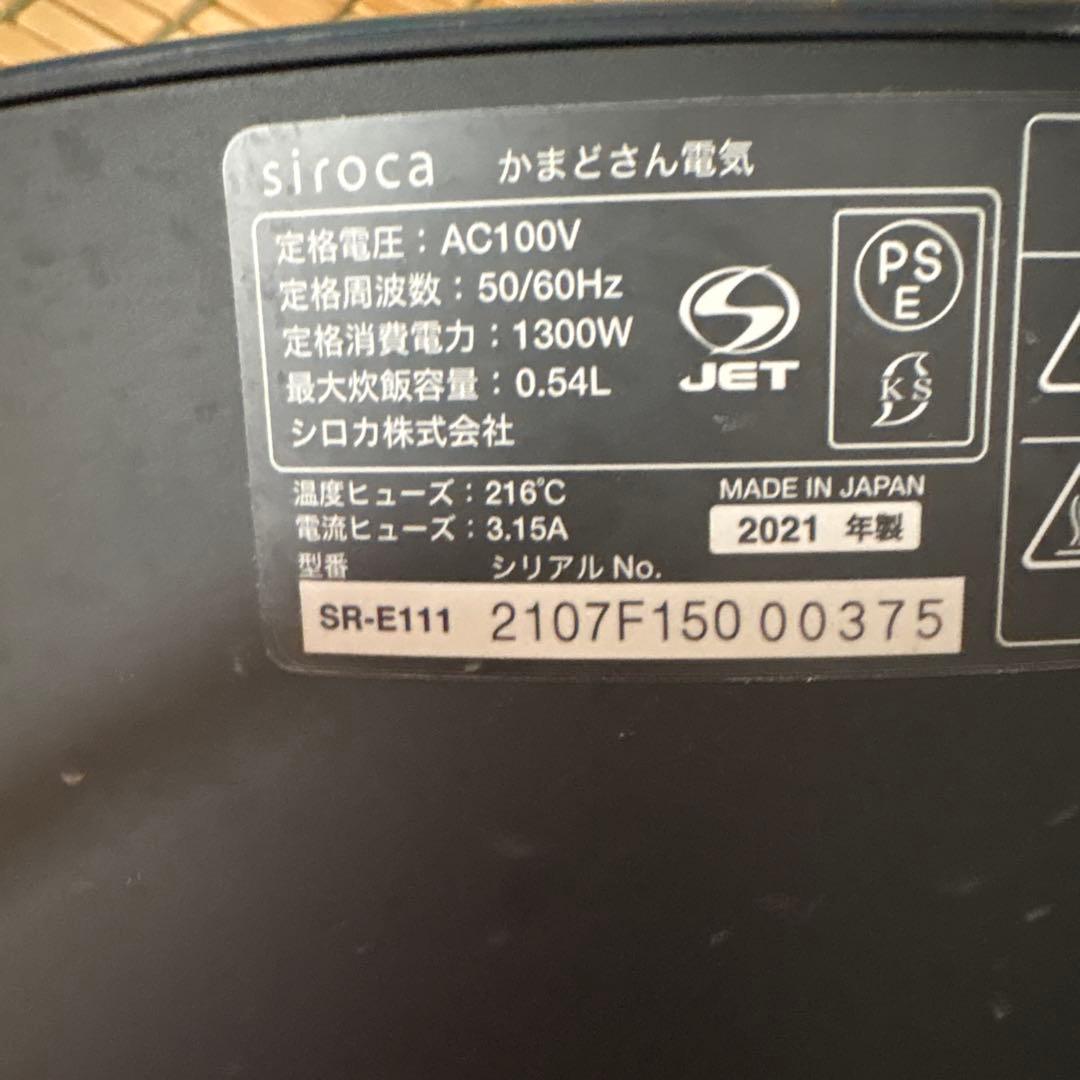 siroca かまどさん電気
定格電圧：AC100V
定格周波数：50/60Hz
定格消費電力：1300W
最大炊飯容量：0.54L
シロカ株式会社
JET
PS
E
KS
温度ヒューズ：216℃
電流ヒューズ：3.15A
MADE IN JAPAN
2021 年製
型番 シリアルNo.
SR-E111 2107F150 00375